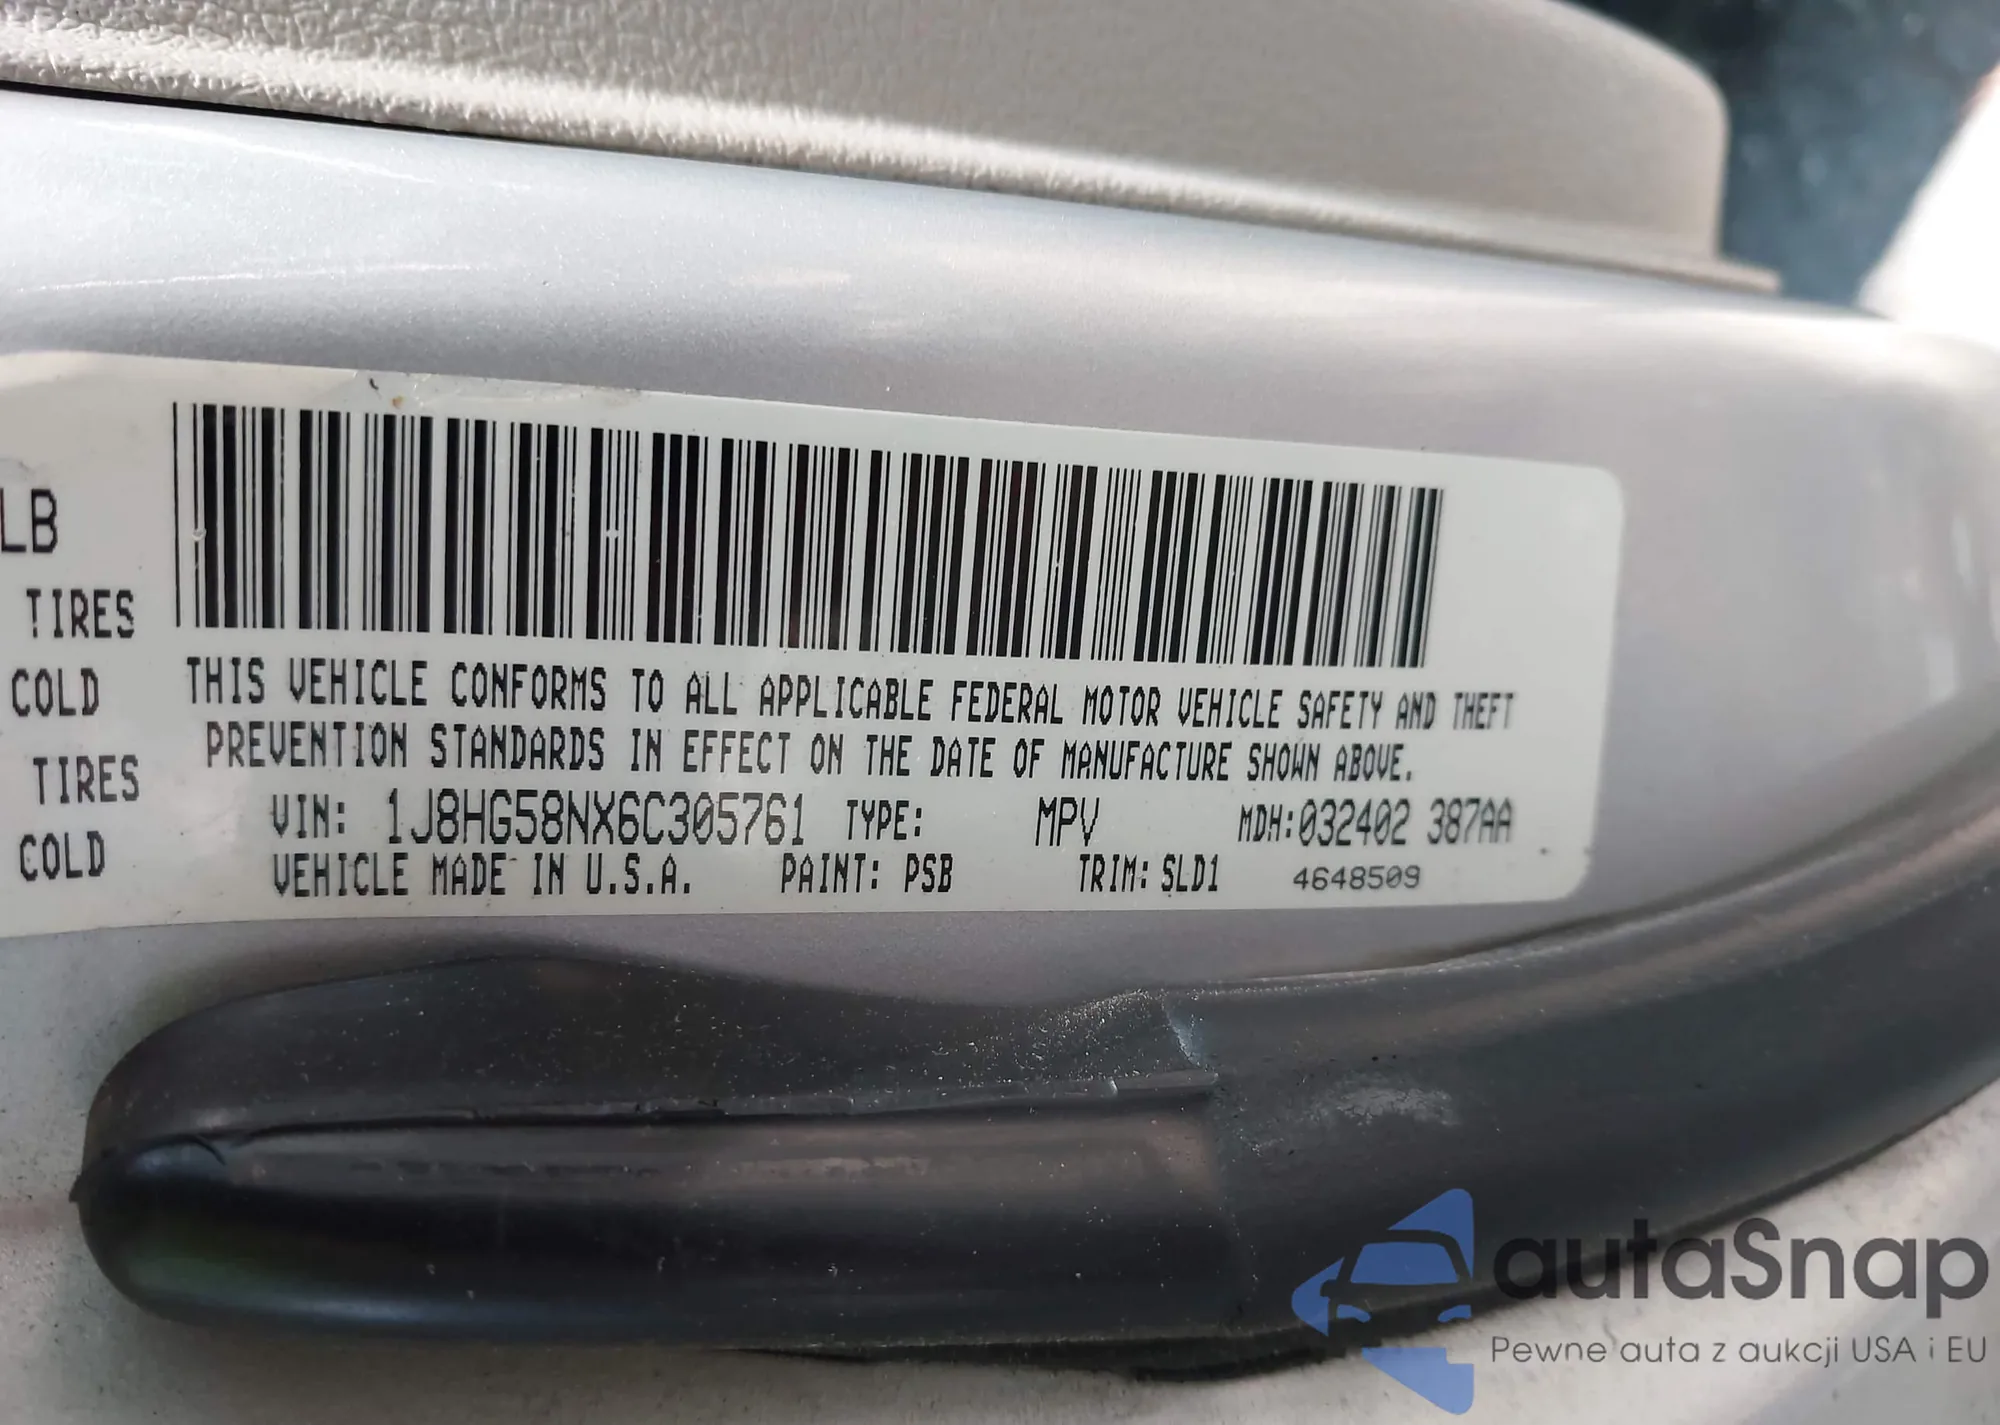 LB
TIRES
COLD
TIRES
COLD
THIS VEHICLE CONFORMS TO ALL APPLICABLE FEDERAL MOTOR VEHICLE SAFETY AND THEFT
PREVENTION STANDARDS IN EFFECT ON THE DATE OF MANUFACTURE SHOWN ABOVE.
VIN: 1J8HG58NX6C305761 TYPE: MPV MDH:032402 387AA
VEHICLE MADE IN U.S.A. PAINT: PSB TRIM: SLD1 4648509
autaSnap
Pewne auta z aukcji USA i EU